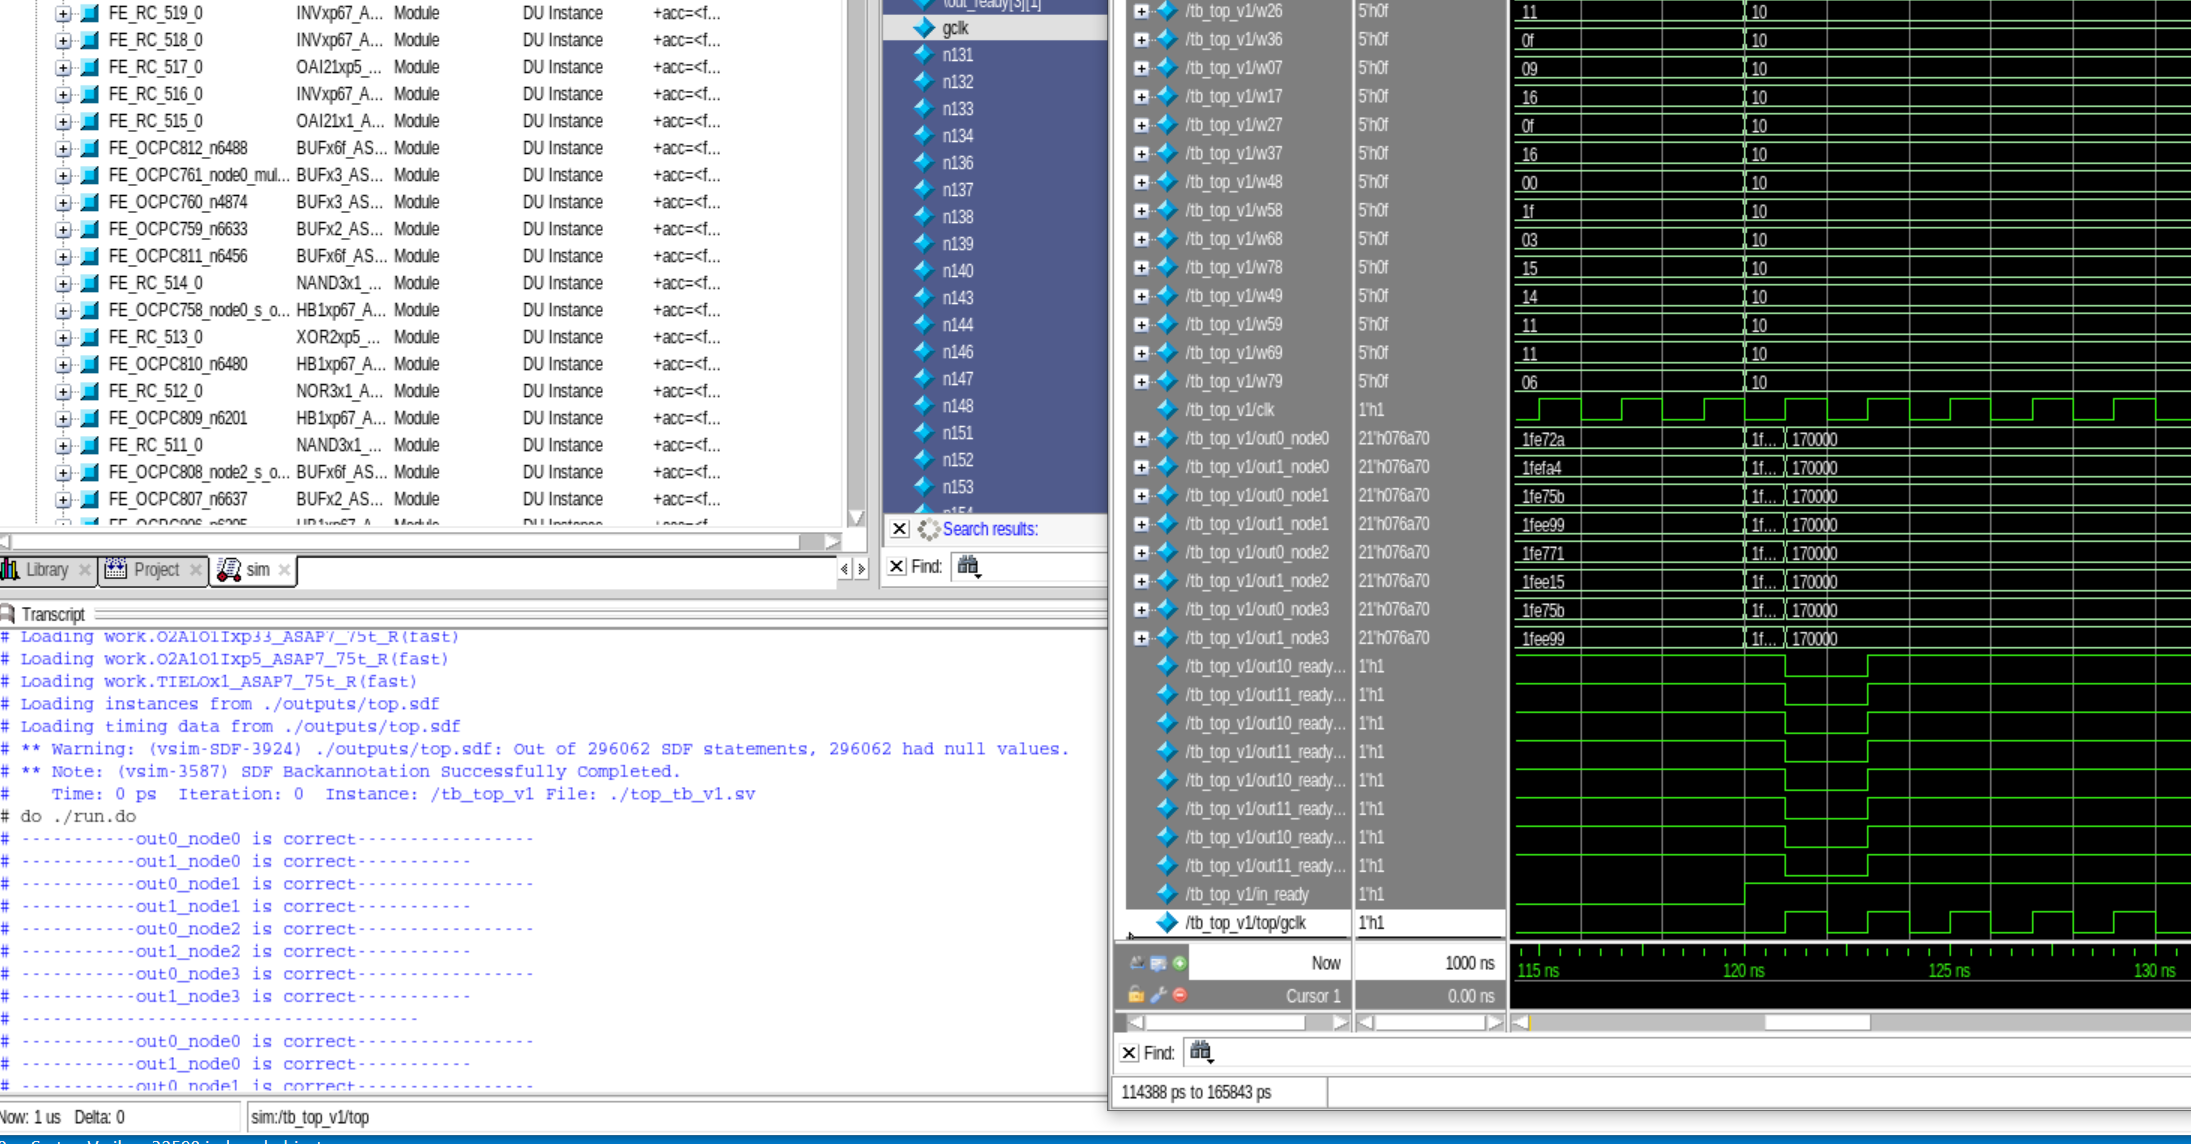 FE_RC_519_0 INVxp67_A... Module DU Instance +acc=<f...
FE_RC_518_0 INVxp67_A... Module DU Instance +acc=<f...
FE_RC_517_0 OAI21xp5_... Module DU Instance +acc=<f...
FE_RC_516_0 INVxp67_A... Module DU Instance +acc=<f...
FE_RC_515_0 OAI21x1_A... Module DU Instance +acc=<f...
FE_OCPC812_n6488 BUFx6f_AS... Module DU Instance +acc=<f...
FE_OCPC761_node0_mul... BUFx3_AS... Module DU Instance +acc=<f...
FE_OCPC760_n4874 BUFx3_AS... Module DU Instance +acc=<f...
FE_OCPC759_n6633 BUFx2_AS... Module DU Instance +acc=<f...
FE_OCPC811_n6456 BUFx6f_AS... Module DU Instance +acc=<f...
FE_RC_514_0 NAND3x1_... Module DU Instance +acc=<f...
FE_OCPC758_node0_s_o... HB1xp67_A... Module DU Instance +acc=<f...
FE_RC_513_0 XOR2xp5_... Module DU Instance +acc=<f...
FE_OCPC810_n6480 HB1xp67_A... Module DU Instance +acc=<f...
FE_RC_512_0 NOR3x1_A... Module DU Instance +acc=<f...
FE_OCPC809_n6201 HB1xp67_A... Module DU Instance +acc=<f...
FE_RC_511_0 NAND3x1_... Module DU Instance +acc=<f...
FE_OCPC808_node2_s_o... BUFx6f_AS... Module DU Instance +acc=<f...
FE_OCPC807_n6637 BUFx2_AS... Module DU Instance +acc=<f...
Library Project sim
\out_ready[3][1]
gclk
n131
n132
n133
n134
n136
n137
n138
n139
n140
n143
n144
n146
n147
n148
n151
n152
n153
Search results:
Find:
Transcript
# Loading work.O2A1O1Ixp33_ASAP7_75t_R(fast)
# Loading work.O2A1O1Ixp5_ASAP7_75t_R(fast)
# Loading work.TIELOx1_ASAP7_75t_R(fast)
# Loading instances from ./outputs/top.sdf
# Loading timing data from ./outputs/top.sdf
# ** Warning: (vsim-SDF-3924) ./outputs/top.sdf: Out of 296062 SDF statements, 296062 had null values.
# ** Note: (vsim-3587) SDF Backannotation Successfully Completed.
#    Time: 0 ps  Iteration: 0  Instance: /tb_top_v1 File: ./top_tb_v1.sv
# do ./run.do
# -----------out0_node0 is correct-----------------
# -----------out1_node0 is correct-----------
# -----------out0_node1 is correct-----------------
# -----------out1_node1 is correct-----------
# -----------out0_node2 is correct-----------------
# -----------out1_node2 is correct-----------
# -----------out0_node3 is correct-----------------
# -----------out1_node3 is correct-----------
# --------------------------------------
# -----------out0_node0 is correct-----------------
# -----------out1_node0 is correct-----------
# -----------out0_node1 is correct-----------------
Now: 1 us Delta: 0 sim:/tb_top_v1/top
/tb_top_v1/w26 5'h0f 11 10
/tb_top_v1/w36 5'h0f 0f 10
/tb_top_v1/w07 5'h0f 09 10
/tb_top_v1/w17 5'h0f 16 10
/tb_top_v1/w27 5'h0f 0f 10
/tb_top_v1/w37 5'h0f 16 10
/tb_top_v1/w48 5'h0f 00 10
/tb_top_v1/w58 5'h0f 1f 10
/tb_top_v1/w68 5'h0f 03 10
/tb_top_v1/w78 5'h0f 15 10
/tb_top_v1/w49 5'h0f 14 10
/tb_top_v1/w59 5'h0f 11 10
/tb_top_v1/w69 5'h0f 11 10
/tb_top_v1/w79 5'h0f 06 10
/tb_top_v1/clk 1'h1
/tb_top_v1/out0_node0 21'h076a70 1fe72a 1f... 170000
/tb_top_v1/out1_node0 21'h076a70 1fefa4 1f... 170000
/tb_top_v1/out0_node1 21'h076a70 1fe75b 1f... 170000
/tb_top_v1/out1_node1 21'h076a70 1fee99 1f... 170000
/tb_top_v1/out0_node2 21'h076a70 1fe771 1f... 170000
/tb_top_v1/out1_node2 21'h076a70 1fee15 1f... 170000
/tb_top_v1/out0_node3 21'h076a70 1fe75b 1f... 170000
/tb_top_v1/out1_node3 21'h076a70 1fee99 1f... 170000
/tb_top_v1/out10_ready... 1'h1
/tb_top_v1/out11_ready... 1'h1
/tb_top_v1/out10_ready... 1'h1
/tb_top_v1/out11_ready... 1'h1
/tb_top_v1/out10_ready... 1'h1
/tb_top_v1/out11_ready... 1'h1
/tb_top_v1/out10_ready... 1'h1
/tb_top_v1/out11_ready... 1'h1
/tb_top_v1/in_ready 1'h1
/tb_top_v1/top/gclk 1'h1
Now 1000 ns 115 ns 120 ns 125 ns 130 ns
Cursor 1 0.00 ns
Find:
114388 ps to 165843 ps